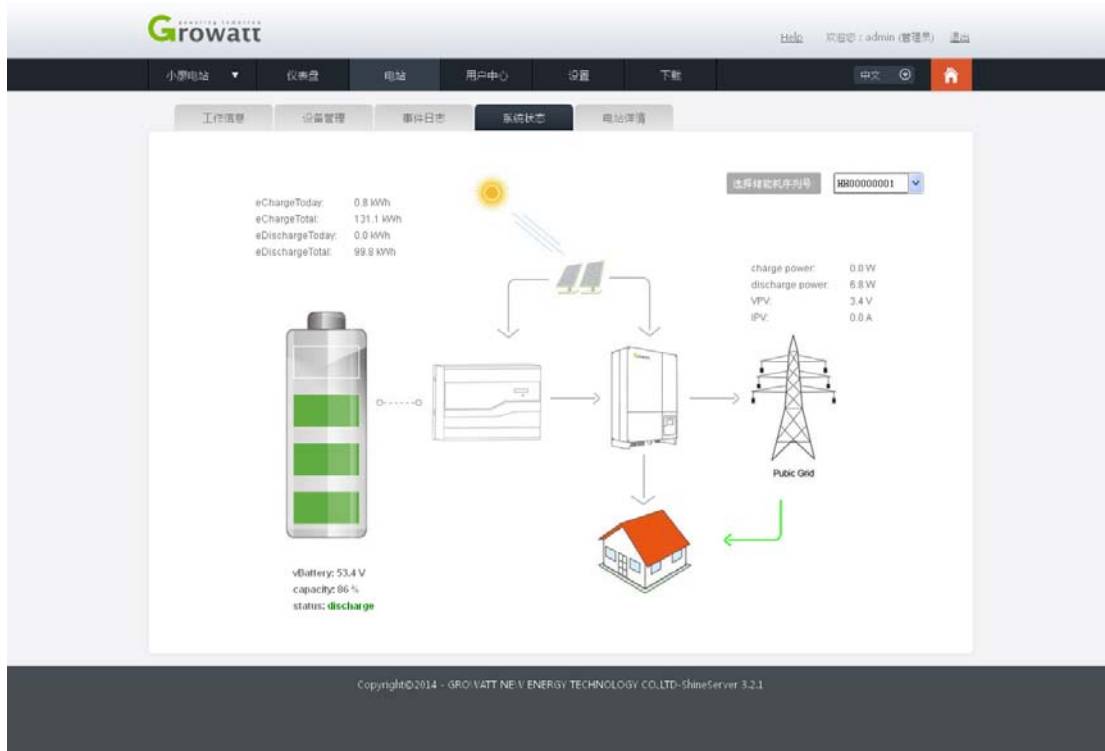 powering tomorrow
Growatt
Help 欢迎您：admin (管理员) 退出
小廖电站 ▼ 仪表盘 电站 用户中心 设置 下载 中文
工作信息 设备管理 事件日志 系统状态 电站详情
选择储能机序列号 HH00000001
eChargeToday: 0.8 kWh
eChargeTotal: 131.1 kWh
eDischargeToday: 0.0 kWh
eDischargeTotal: 99.8 kWh
charge power: 0.0 W
discharge power: 6.8 W
VPV: 3.4 V
IPV: 0.0 A
Growatt
Pubic Grid
vBattery: 53.4 V
capacity: 86 %
status: discharge
Copyright©2014 - GROWATT NEW ENERGY TECHNOLOGY CO.,LTD-ShineServer 3.2.1